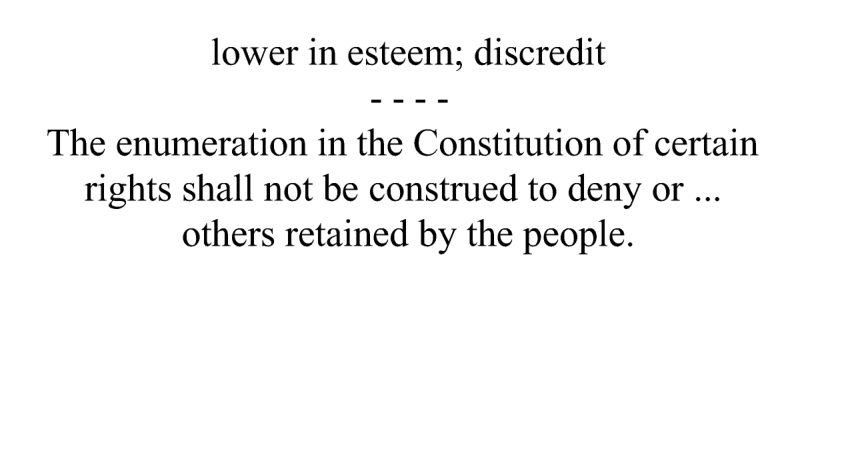 lower in esteem; discredit
- - - -
The enumeration in the Constitution of certain
rights shall not be construed to deny or ...
others retained by the people.